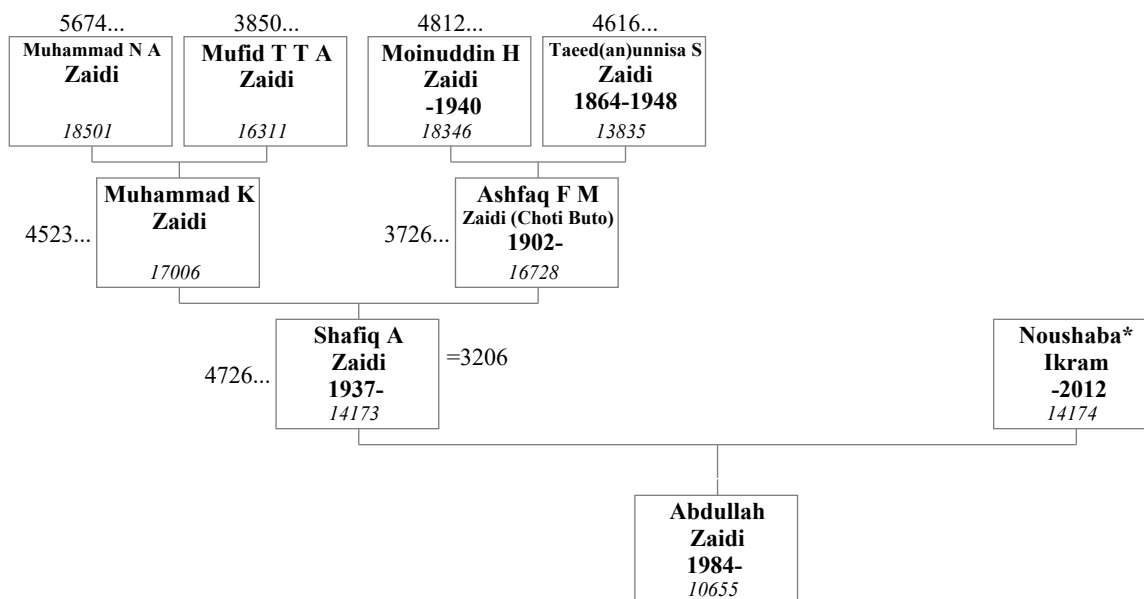 5674...
3850...
4812...
4616...
Muhammad N A
Zaidi
18501
Mufid T T A
Zaidi
16311
Moinuddin H
Zaidi
-1940
18346
Taeed(an)unnisa S
Zaidi
1864-1948
13835
4523...
Muhammad K
Zaidi
17006
3726...
Ashfaq F M
Zaidi (Choti Buto)
1902-
16728
4726...
Shafiq A
Zaidi
1937-
14173
=3206
Noushaba*
Ikram
-2012
14174
Abdullah
Zaidi
1984-
10655